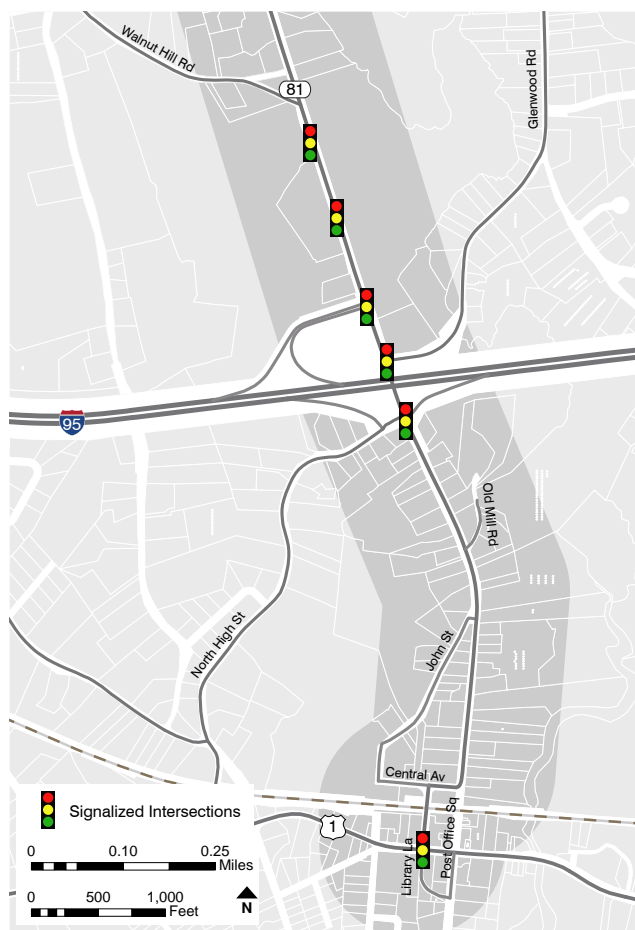 Walnut Hill Rd
81
Glenwood Rd
95
Old Mill Rd
North High St
John St
Central Av
Signalized Intersections
1
Library La
Post Office Sq
0 0.10 0.25
Miles
0 500 1,000
Feet
N